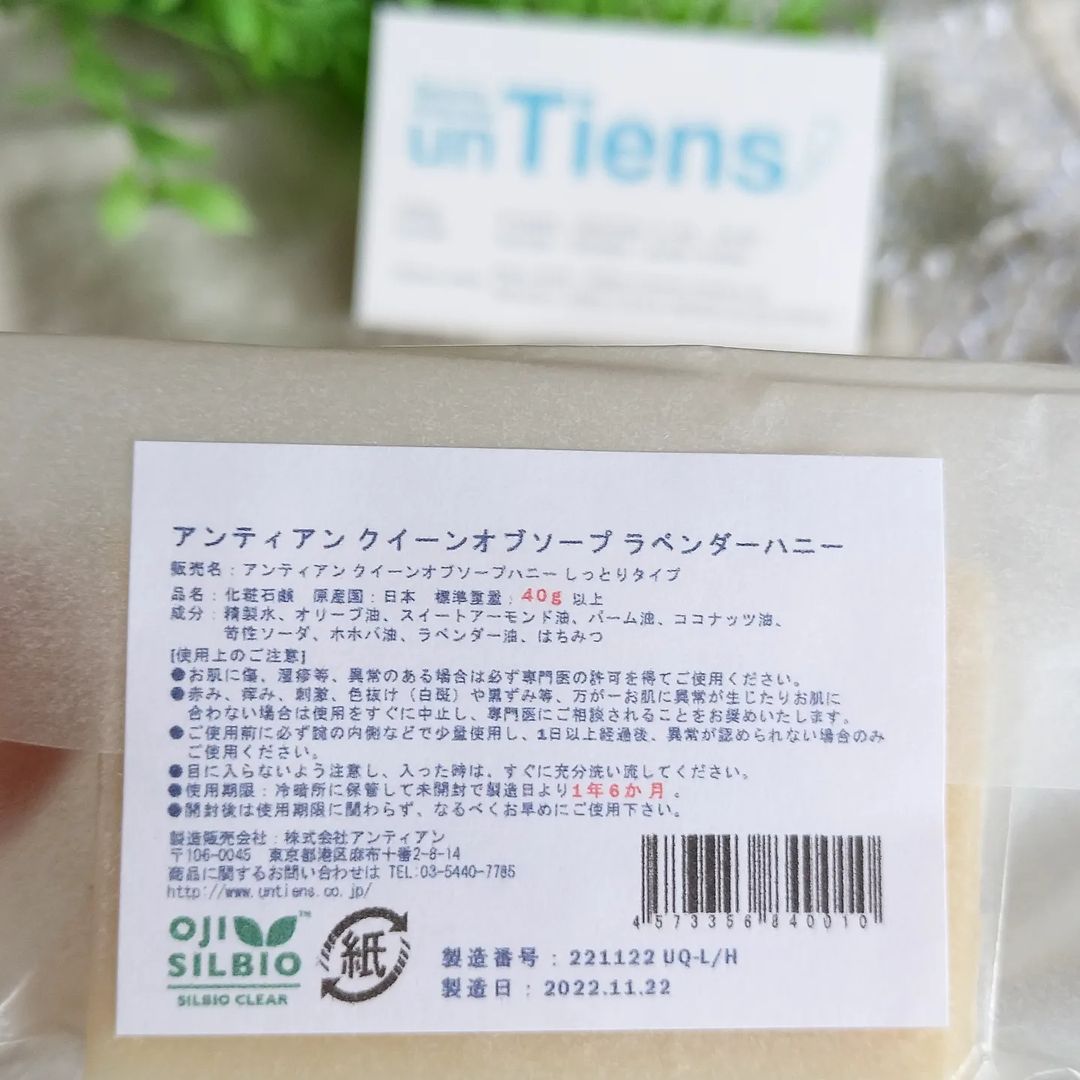 un Tiens
アンティアン クイーンオブソープ ラベンダーハニー
販売名：アンティアン クイーンオブソープハニー しっとりタイプ
品名：化粧石鹸　原産国：日本　標準重量：40g 以上
成分：精製水、オリーブ油、スイートアーモンド油、パーム油、ココナッツ油、
苛性ソーダ、ホホバ油、ラベンダー油、はちみつ
[使用上のご注意]
●お肌に傷、湿疹等、異常のある場合は必ず専門医の許可を得てご使用ください。
●赤み、痒み、刺激、色抜け（白斑）や黒ずみ等、万が一お肌に異常が生じたりお肌に
合わない場合は使用をすぐに中止し、専門医にご相談されることをお奨めいたします。
●ご使用前に必ず腕の内側などで少量使用し、1日以上経過後、異常が認められない場合のみ
ご使用ください。
●目に入らないよう注意し、入った時は、すぐに充分洗い流してください。
●使用期限：冷暗所に保管して未開封で製造日より1年6か月 。
●開封後は使用期限に関わらず、なるべくお早めにご使用下さい。
製造販売会社：株式会社アンティアン
〒106-0045　東京都港区麻布十番2-8-14
商品に関するお問い合わせは TEL:03-5440-7785
http://www.untiens.co.jp/
4573356840010
OJI™
SILBIO
SILBIO CLEAR
紙
製造番号：221122 UQ-L/H
製造日：2022.11.22